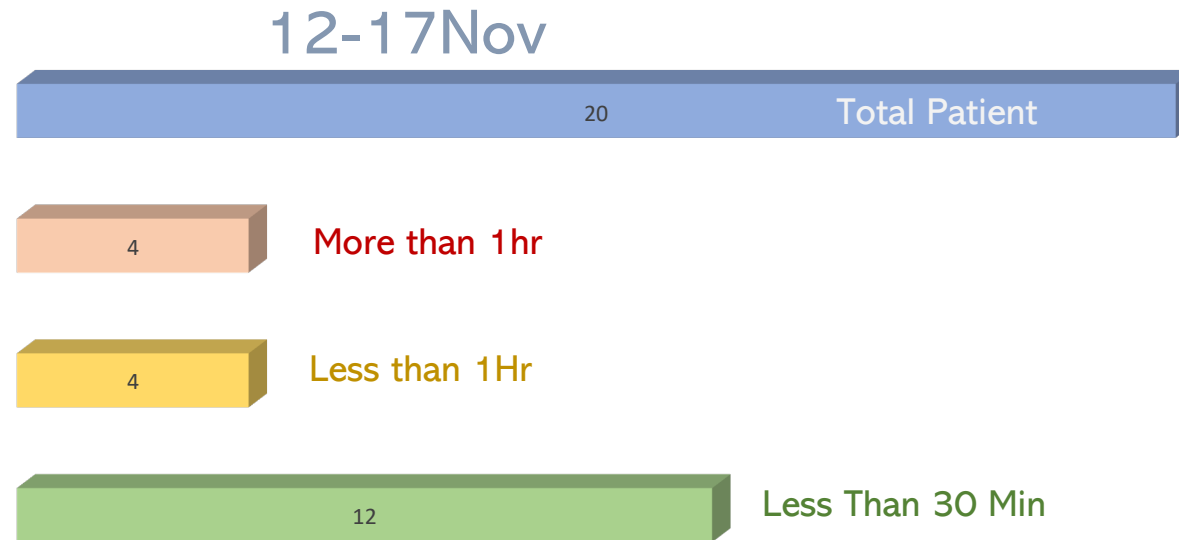 12-17Nov
20 Total Patient
4 More than 1hr
4 Less than 1Hr
12 Less Than 30 Min